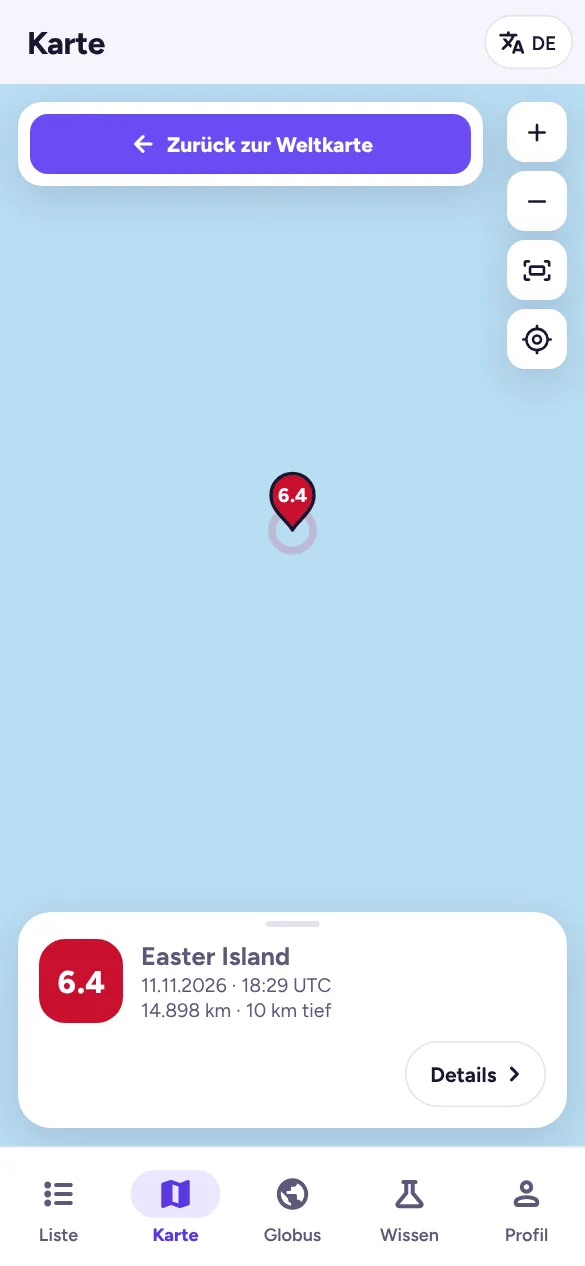 Karte
DE
Zurück zur Weltkarte
6.4
6.4
Easter Island
11.11.2026 · 18:29 UTC
14.898 km · 10 km tief
Details
Liste
Karte
Globus
Wissen
Profil